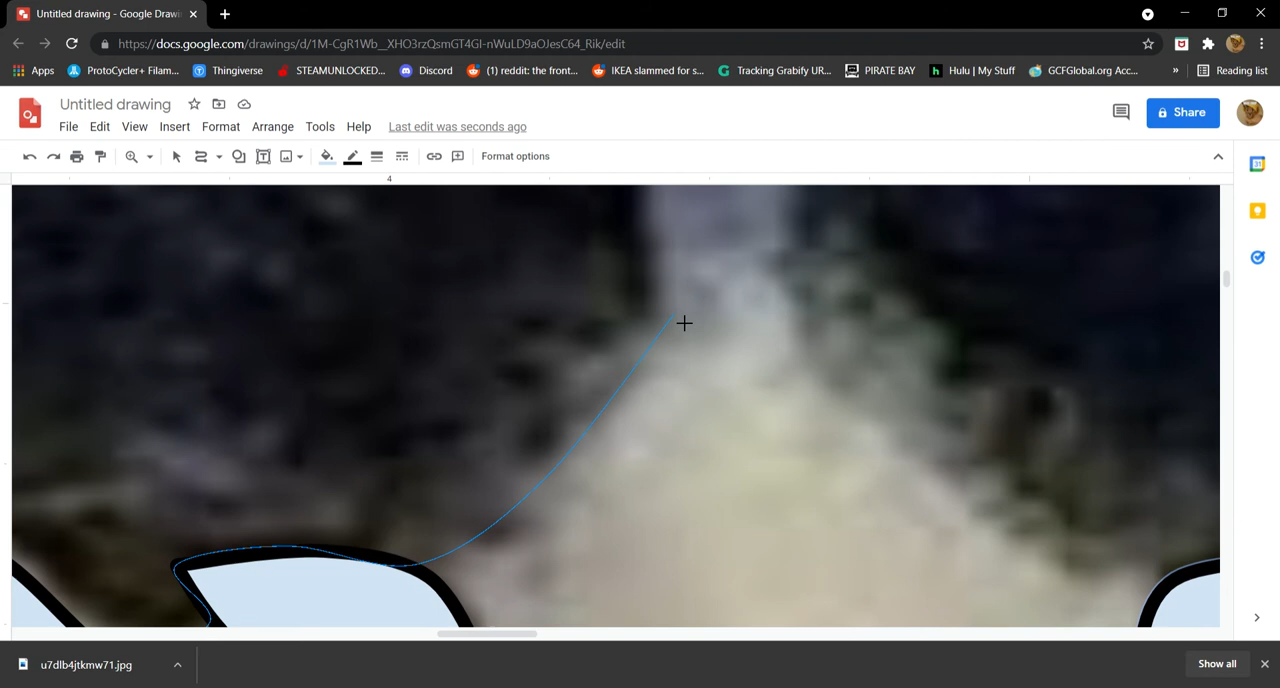 Untitled drawing - Google Drawi
https://docs.google.com/drawings/d/1M-CgR1Wb__XHO3rzQsmGT4GI-nWuLD9aOJesC64_Rik/edit
Apps ProtoCycler+ Filam... Thingiverse STEAMUNLOCKED... Discord (1) reddit: the front... IKEA slammed for s... Tracking Grabify UR... PIRATE BAY Hulu | My Stuff GCFGlobal.org Acc... » Reading list
Untitled drawing
Share
File Edit View Insert Format Arrange Tools Help Last edit was seconds ago
Format options
31
4
u7dlb4jtkmw71.jpg
Show all